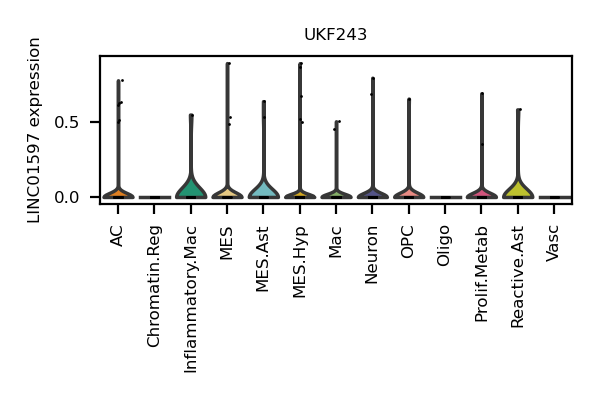 UKF243
LINC01597 expression
0.5
0.0
AC
Chromatin.Reg
Inflammatory.Mac
MES
MES.Ast
MES.Hyp
Mac
Neuron
OPC
Oligo
Prolif.Metab
Reactive.Ast
Vasc